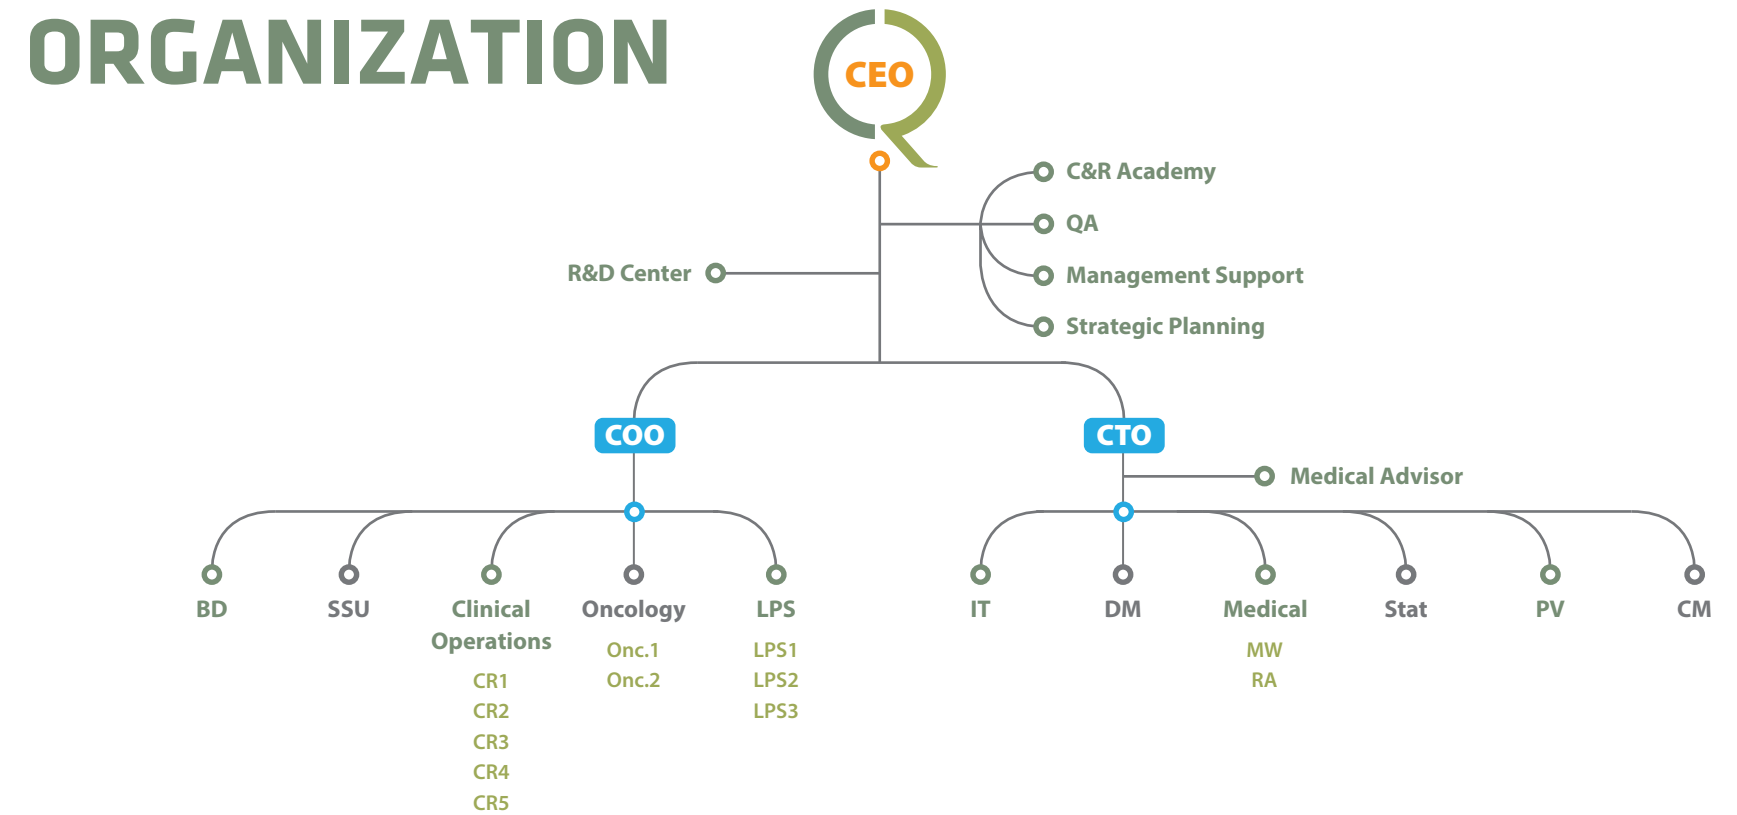 ORGANIZATION
CEO
C&R Academy
QA
R&D Center
Management Support
Strategic Planning
COO
CTO
Medical Advisor
BD
SSU
Clinical
Operations
CR1
CR2
CR3
CR4
CR5
Oncology
Onc.1
Onc.2
LPS
LPS1
LPS2
LPS3
IT
DM
Medical
MW
RA
Stat
PV
CM